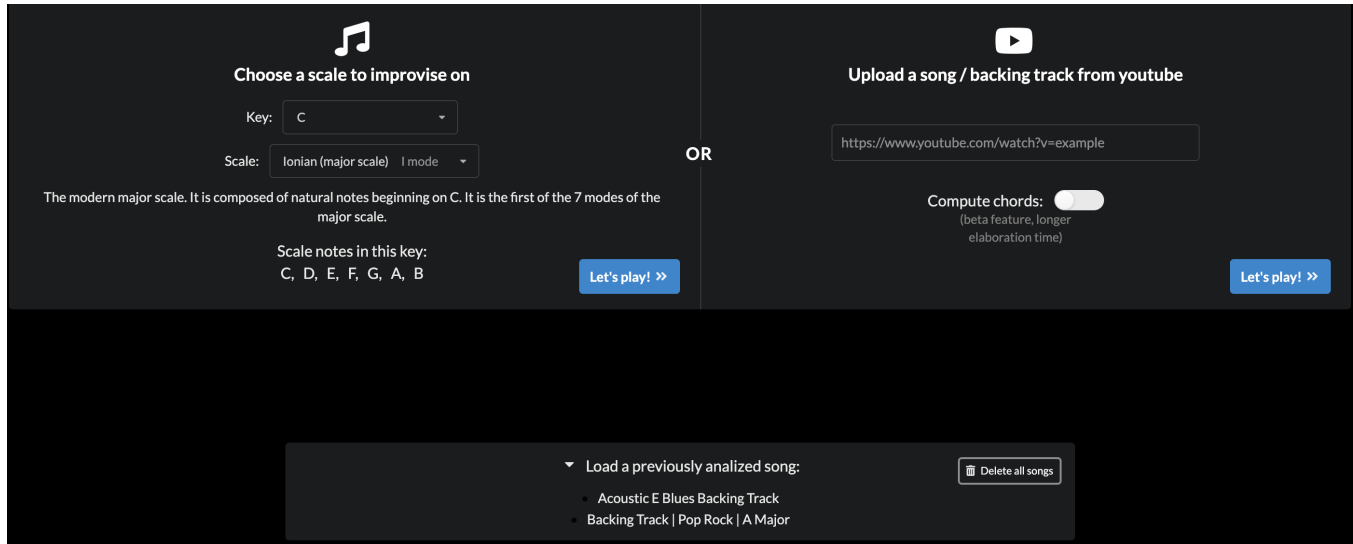 Choose a scale to improvise on
Key: C
Scale: Ionian (major scale) I mode
The modern major scale. It is composed of natural notes beginning on C. It is the first of the 7 modes of the
major scale.
Scale notes in this key:
C, D, E, F, G, A, B
Let's play!
OR
Upload a song / backing track from youtube
https://www.youtube.com/watch?v=example
Compute chords:
(beta feature, longer
elaboration time)
Let's play!
Load a previously analized song:
Delete all songs
Acoustic E Blues Backing Track
Backing Track | Pop Rock | A Major